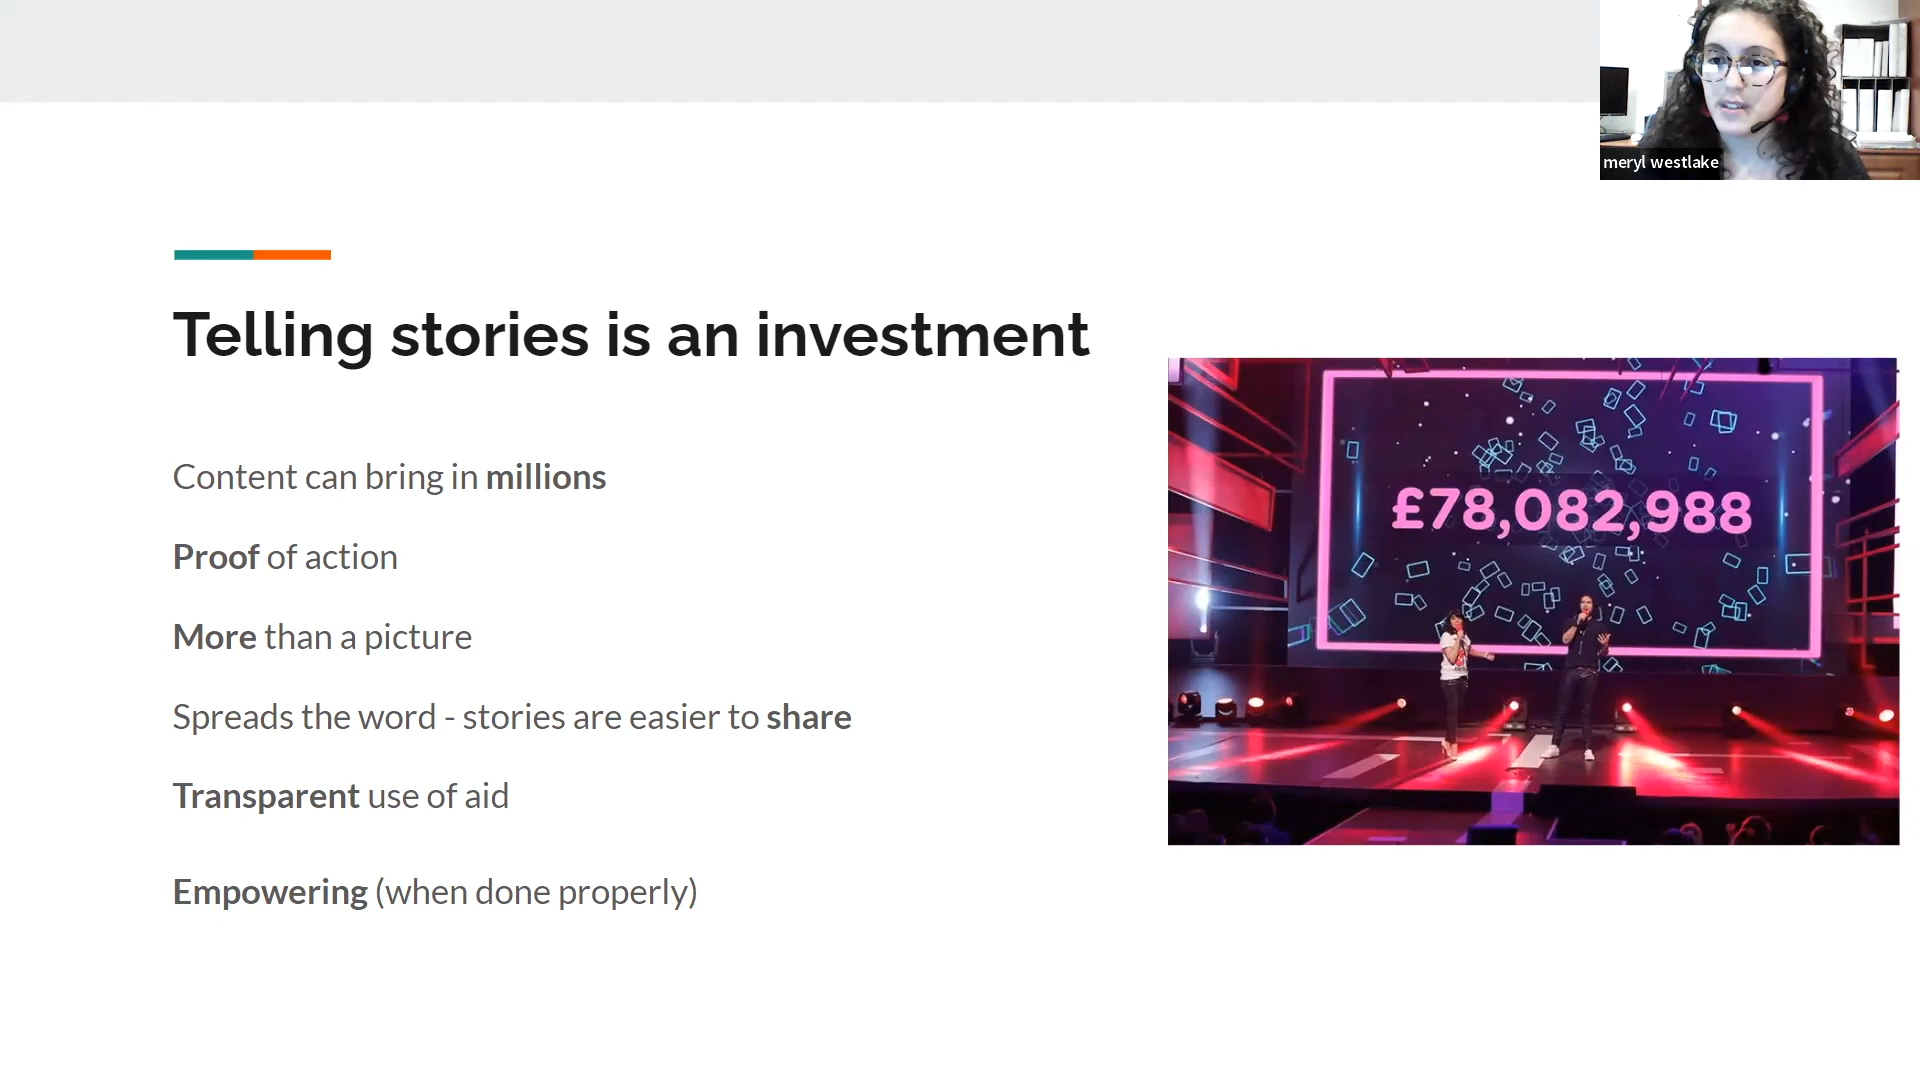 meryl westlake
Telling stories is an investment
Content can bring in millions
Proof of action
More than a picture
Spreads the word - stories are easier to share
Transparent use of aid
Empowering (when done properly)
£78,082,988